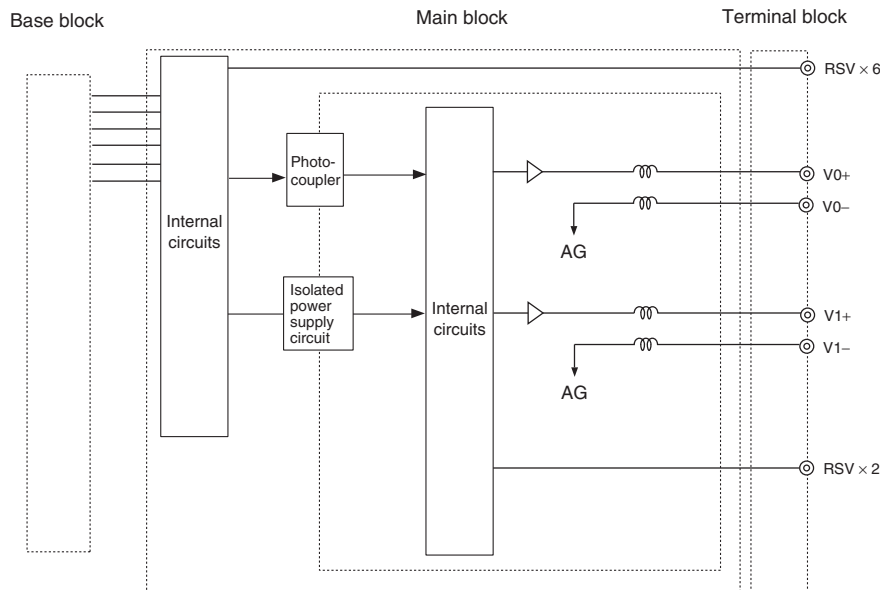 Base block
Main block
Terminal block
RSV × 6
Photo-
coupler
V0+
V0−
Internal
circuits
AG
Isolated
power
supply
circuit
Internal
circuits
V1+
V1−
AG
RSV × 2